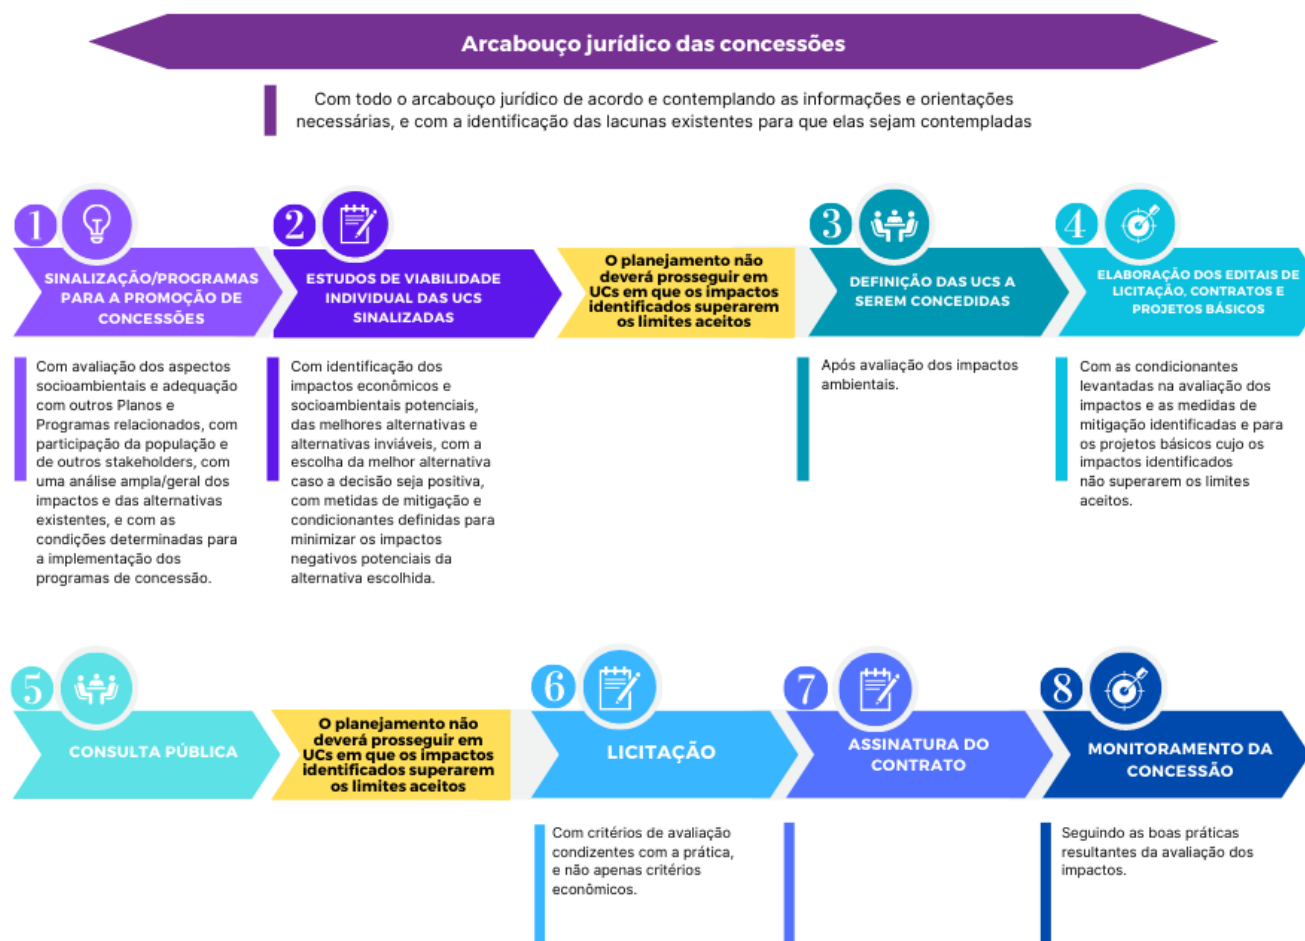 Arcabouço jurídico das concessões
Com todo o arcabouço jurídico de acordo e contemplando as informações e orientações
necessárias, e com a identificação das lacunas existentes para que elas sejam contempladas
1
SINALIZAÇÃO/PROGRAMAS
PARA A PROMOÇÃO DE
CONCESSÕES
Com avaliação dos aspectos
socioambientais e adequação
com outros Planos e
Programas relacionados, com
participação da população e
de outros stakeholders, com
uma análise ampla/geral dos
impactos e das alternativas
existentes, e com as
condições determinadas para
a implementação dos
programas de concessão.
2
ESTUDOS DE VIABILIDADE
INDIVIDUAL DAS UCS
SINALIZADAS
Com identificação dos
impactos econômicos e
socioambientais potenciais,
das melhores alternativas e
alternativas inviáveis, com a
escolha da melhor alternativa
caso a decisão seja positiva,
com metidas de mitigação e
condicionantes definidas para
minimizar os impactos
negativos potenciais da
alternativa escolhida.
O planejamento não
deverá prosseguir em
UCs em que os impactos
identificados superarem
os limites aceitos
3
DEFINIÇÃO DAS UCS A
SEREM CONCEDIDAS
Após avaliação dos impactos
ambientais.
4
ELABORAÇÃO DOS EDITAIS DE
LICITAÇÃO, CONTRATOS E
PROJETOS BÁSICOS
Com as condicionantes
levantadas na avaliação dos
impactos e as medidas de
mitigação identificadas e para
os projetos básicos cujo os
impactos identificados
não superarem os limites
aceitos.
5
CONSULTA PÚBLICA
O planejamento não
deverá prosseguir em
UCs em que os impactos
identificados superarem
os limites aceitos
6
LICITAÇÃO
Com critérios de avaliação
condizentes com a prática,
e não apenas critérios
econômicos.
7
ASSINATURA DO
CONTRATO
8
MONITORAMENTO DA
CONCESSÃO
Seguindo as boas práticas
resultantes da avaliação dos
impactos.